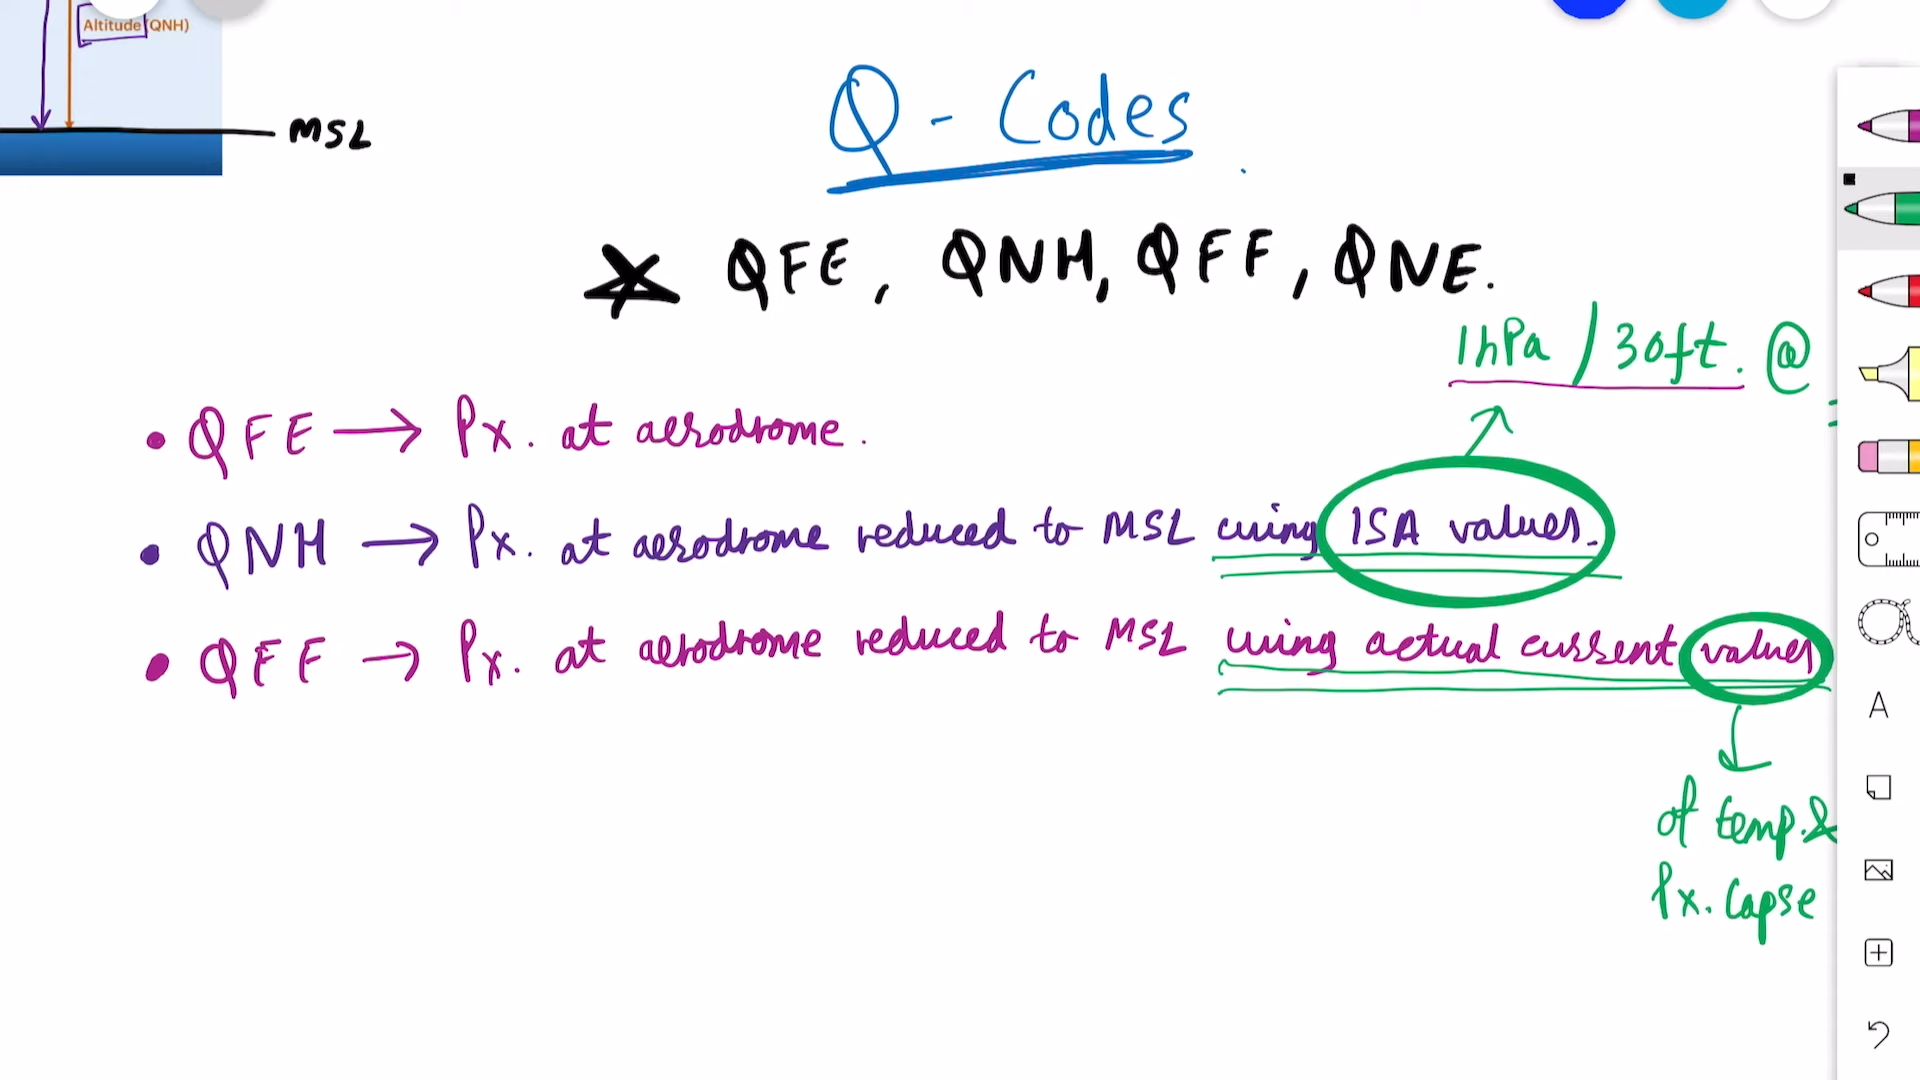 Altitude (QNH)
MSL
Q - Codes
QFE, QNH, QFF, QNE.
1hPa / 30ft. @
• QFE → Px. at aerodrome.
• QNH → Px. at aerodrome reduced to MSL using ISA values.
• QFF → Px. at aerodrome reduced to MSL using actual current values
of temp. &
Px. lapse
A